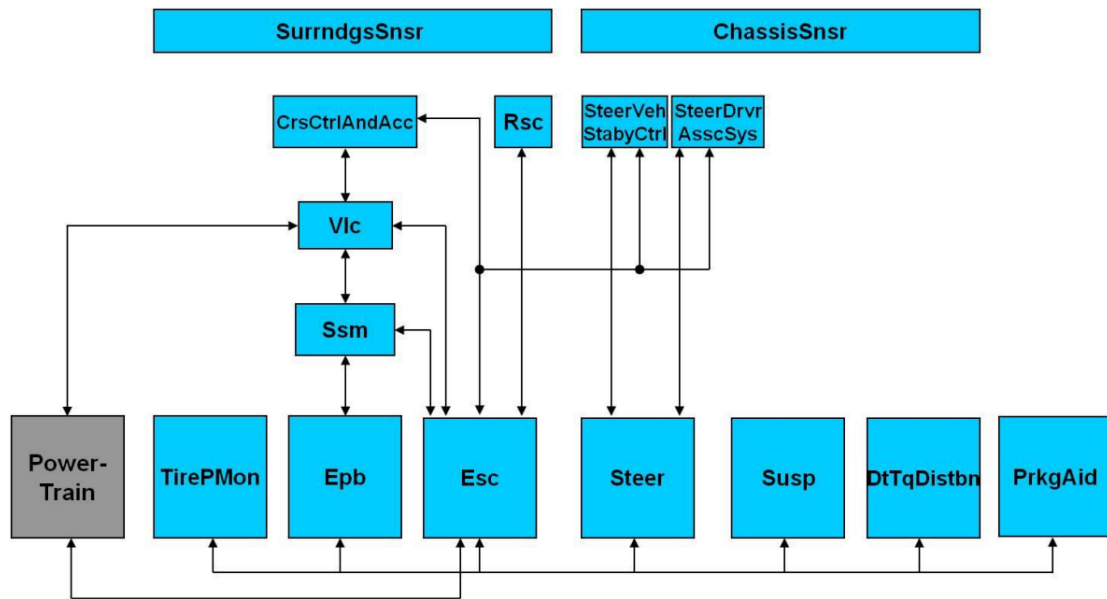 SurrndgsSnsr
ChassisSnsr
CrsCtrlAndAcc
Rsc
SteerVeh
StabyCtrl
SteerDrvr
AsscSys
Vlc
Ssm
Power-
Train
TirePMon
Epb
Esc
Steer
Susp
DtTqDistbn
PrkgAid